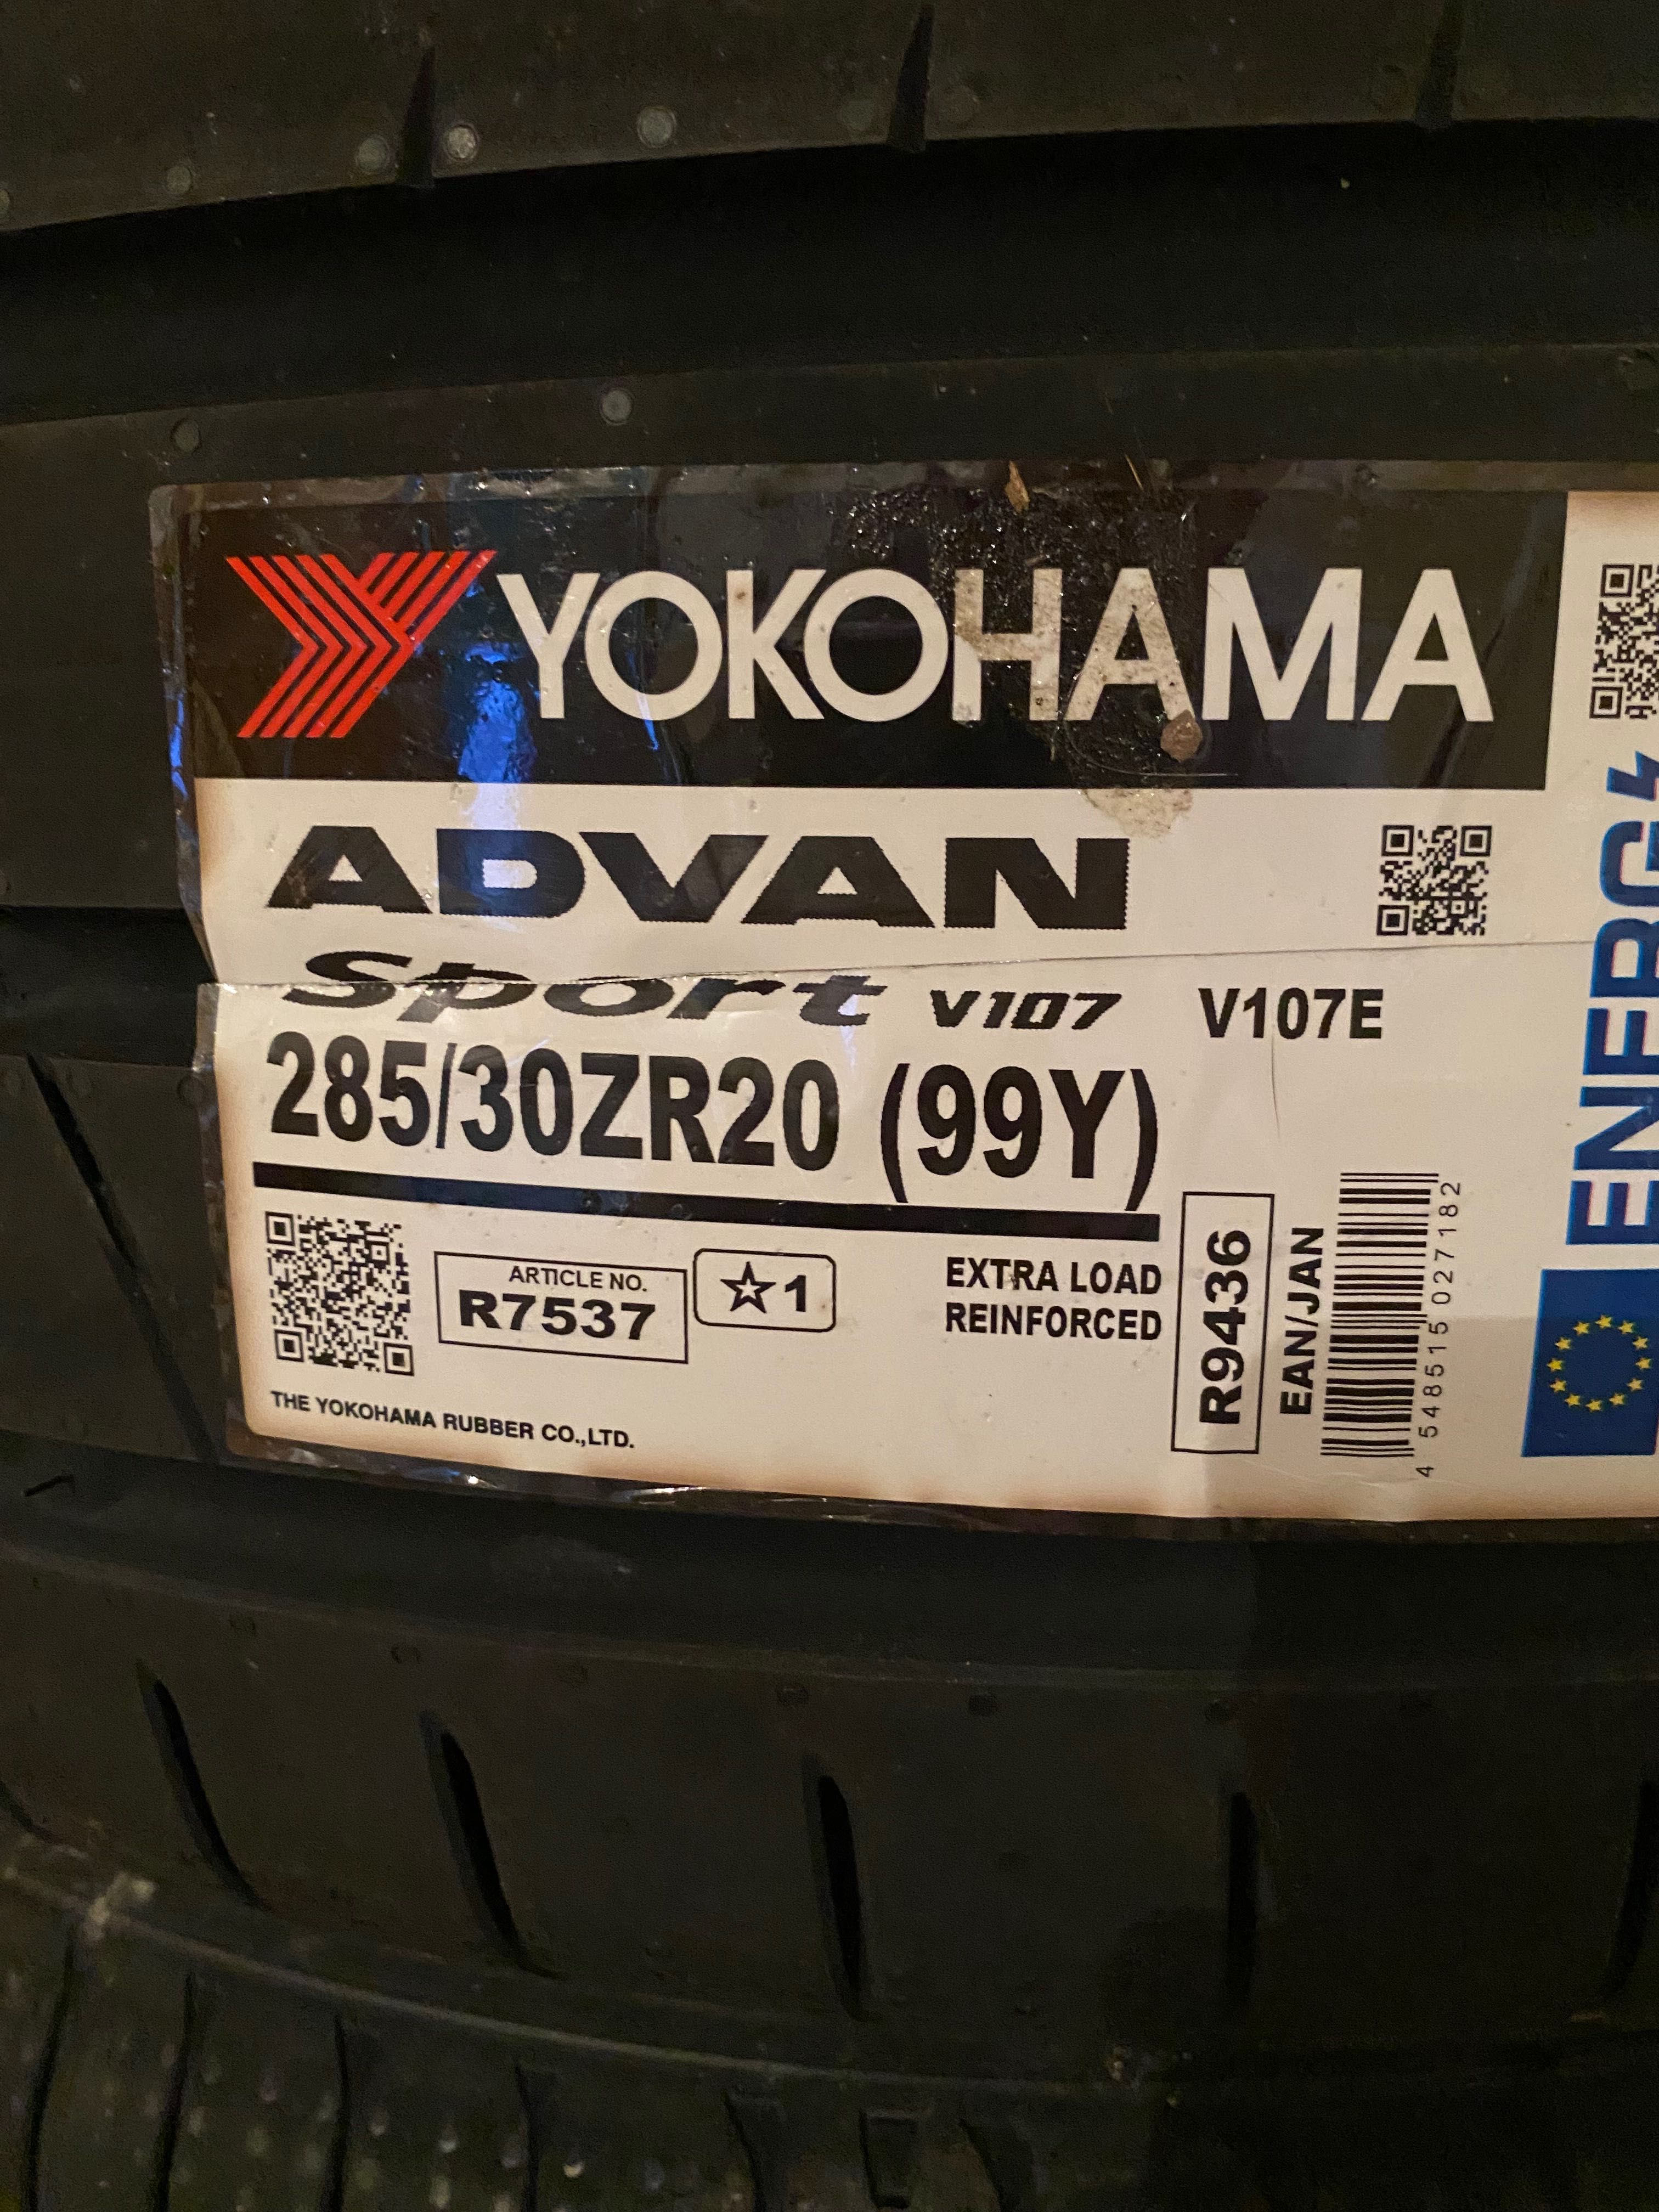 YOKOHAMA
ADVAN
Sport V107 V107E
285/30ZR20 (99Y)
ARTICLE NO.
R7537
☆1
EXTRA LOAD
REINFORCED
R9436
EAN/JAN
4 548515 027182
THE YOKOHAMA RUBBER CO.,LTD.
ENERG